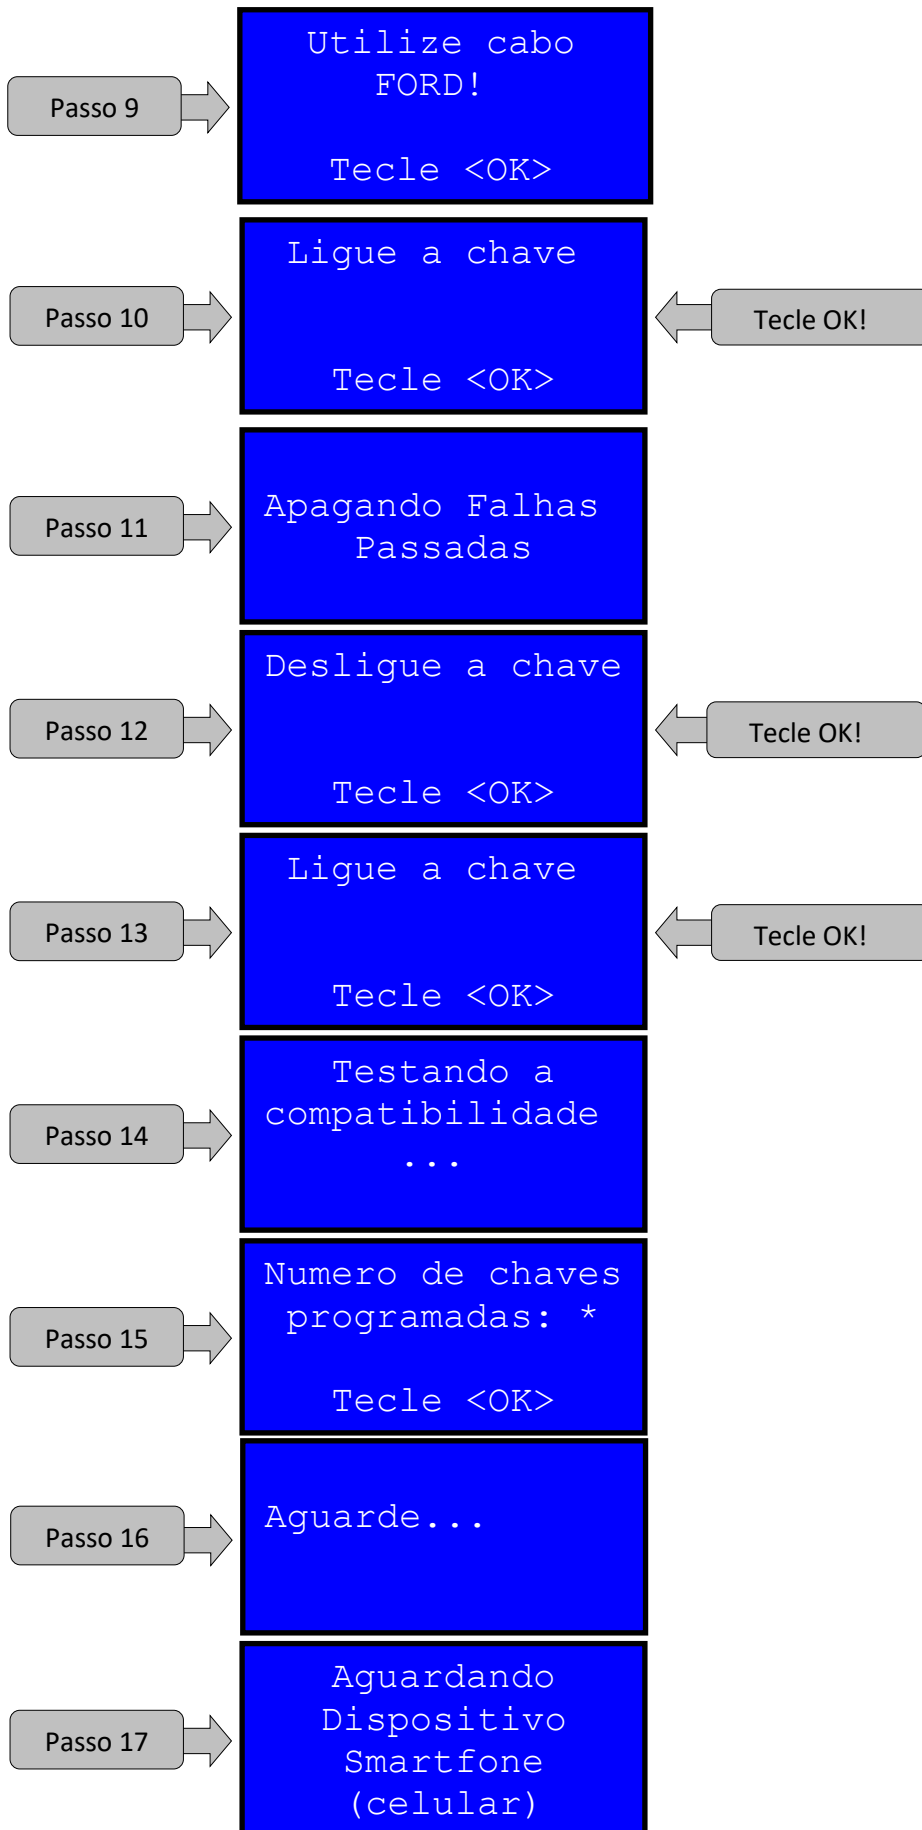 Passo 9
Utilize cabo
FORD!
Tecle <OK>
Passo 10
Ligue a chave
Tecle <OK>
Tecle OK!
Passo 11
Apagando Falhas
Passadas
Passo 12
Desligue a chave
Tecle <OK>
Tecle OK!
Passo 13
Ligue a chave
Tecle <OK>
Tecle OK!
Passo 14
Testando a
compatibilidade
...
Passo 15
Numero de chaves
programadas: *
Tecle <OK>
Passo 16
Aguarde...
Passo 17
Aguardando
Dispositivo
Smartfone
(celular)